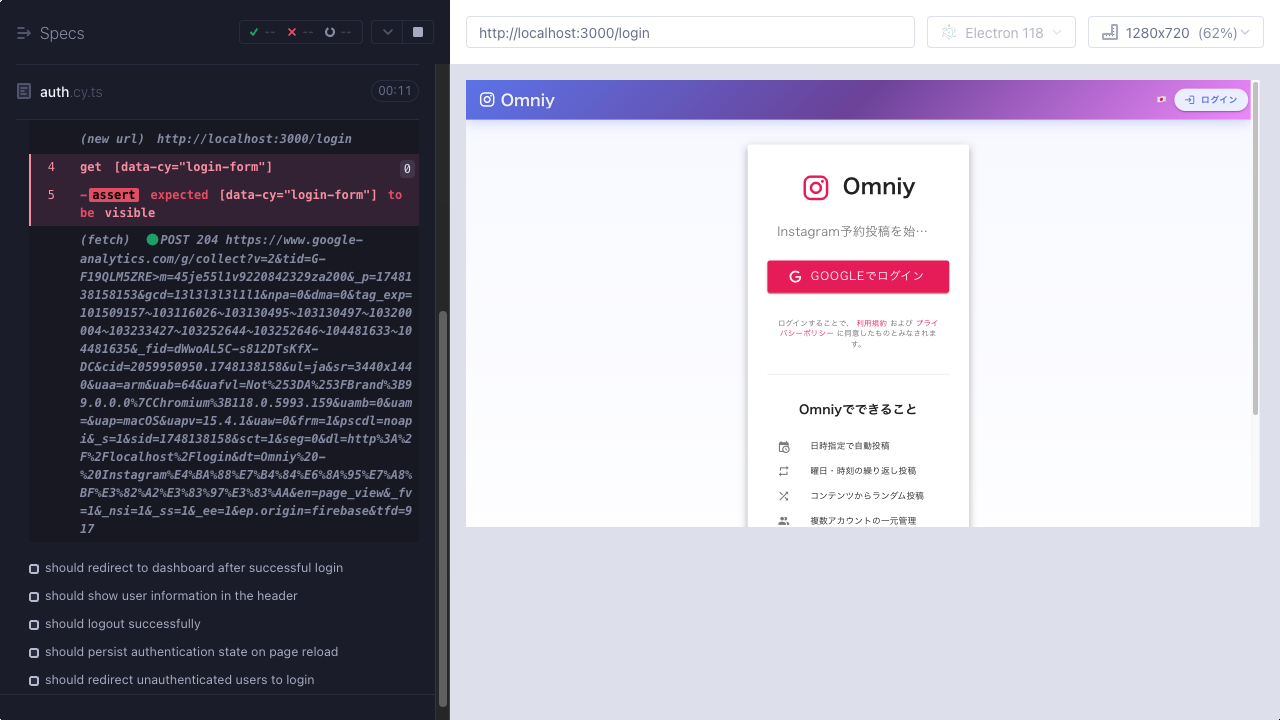 Specs
-- -- --
auth.cy.ts
00:11
(new url) http://localhost:3000/login
4 get [data-cy="login-form"] 0
5 -assert expected [data-cy="login-form"] to
be visible
(fetch) POST 204 https://www.google-
analytics.com/g/collect?v=2&tid=G-
F19QLM5ZRE>m=45je55l1v9220842329za200&_p=17481
38158153&gcd=13l3l3l3l1l1&npa=0&dma=0&tag_exp=
101509157~103116026~103130495~103130497~103200
004~103233427~103252644~103252646~104481633~10
4481635&_fid=dWwoAL5C-s812DTsKfX-
DC&cid=2059950950.1748138158&ul=ja&sr=3440x144
0&uaa=arm&uab=64&uafvl=Not%253DA%253FBrand%3B9
9.0.0.0%7CChromium%3B118.0.5993.159&uamb=0&uam
=&uap=macOS&uapv=15.4.1&uaw=0&frm=1&pscdl=noap
i&_s=1&sid=1748138158&sct=1&seg=0&dl=http%3A%2
F%2Flocalhost%2Flogin&dt=Omniy%20-
%20Instagram%E4%BA%88%E7%B4%84%E6%8A%95%E7%A8%
BF%E3%82%A2%E3%83%97%E3%83%AA&en=page_view&_fv
=1&_nsi=1&_ss=1&_ee=1&ep.origin=firebase&tfd=9
17
should redirect to dashboard after successful login
should show user information in the header
should logout successfully
should persist authentication state on page reload
should redirect unauthenticated users to login
http://localhost:3000/login
Electron 118
1280x720 (62%)
Omniy
ログイン
Omniy
Instagram予約投稿を始…
GOOGLEでログイン
ログインすることで、 利用規約 および プライ
バシーポリシー に同意したものとみなされま
す。
Omniyでできること
日時指定で自動投稿
曜日・時刻の繰り返し投稿
コンテンツからランダム投稿
複数アカウントの一元管理